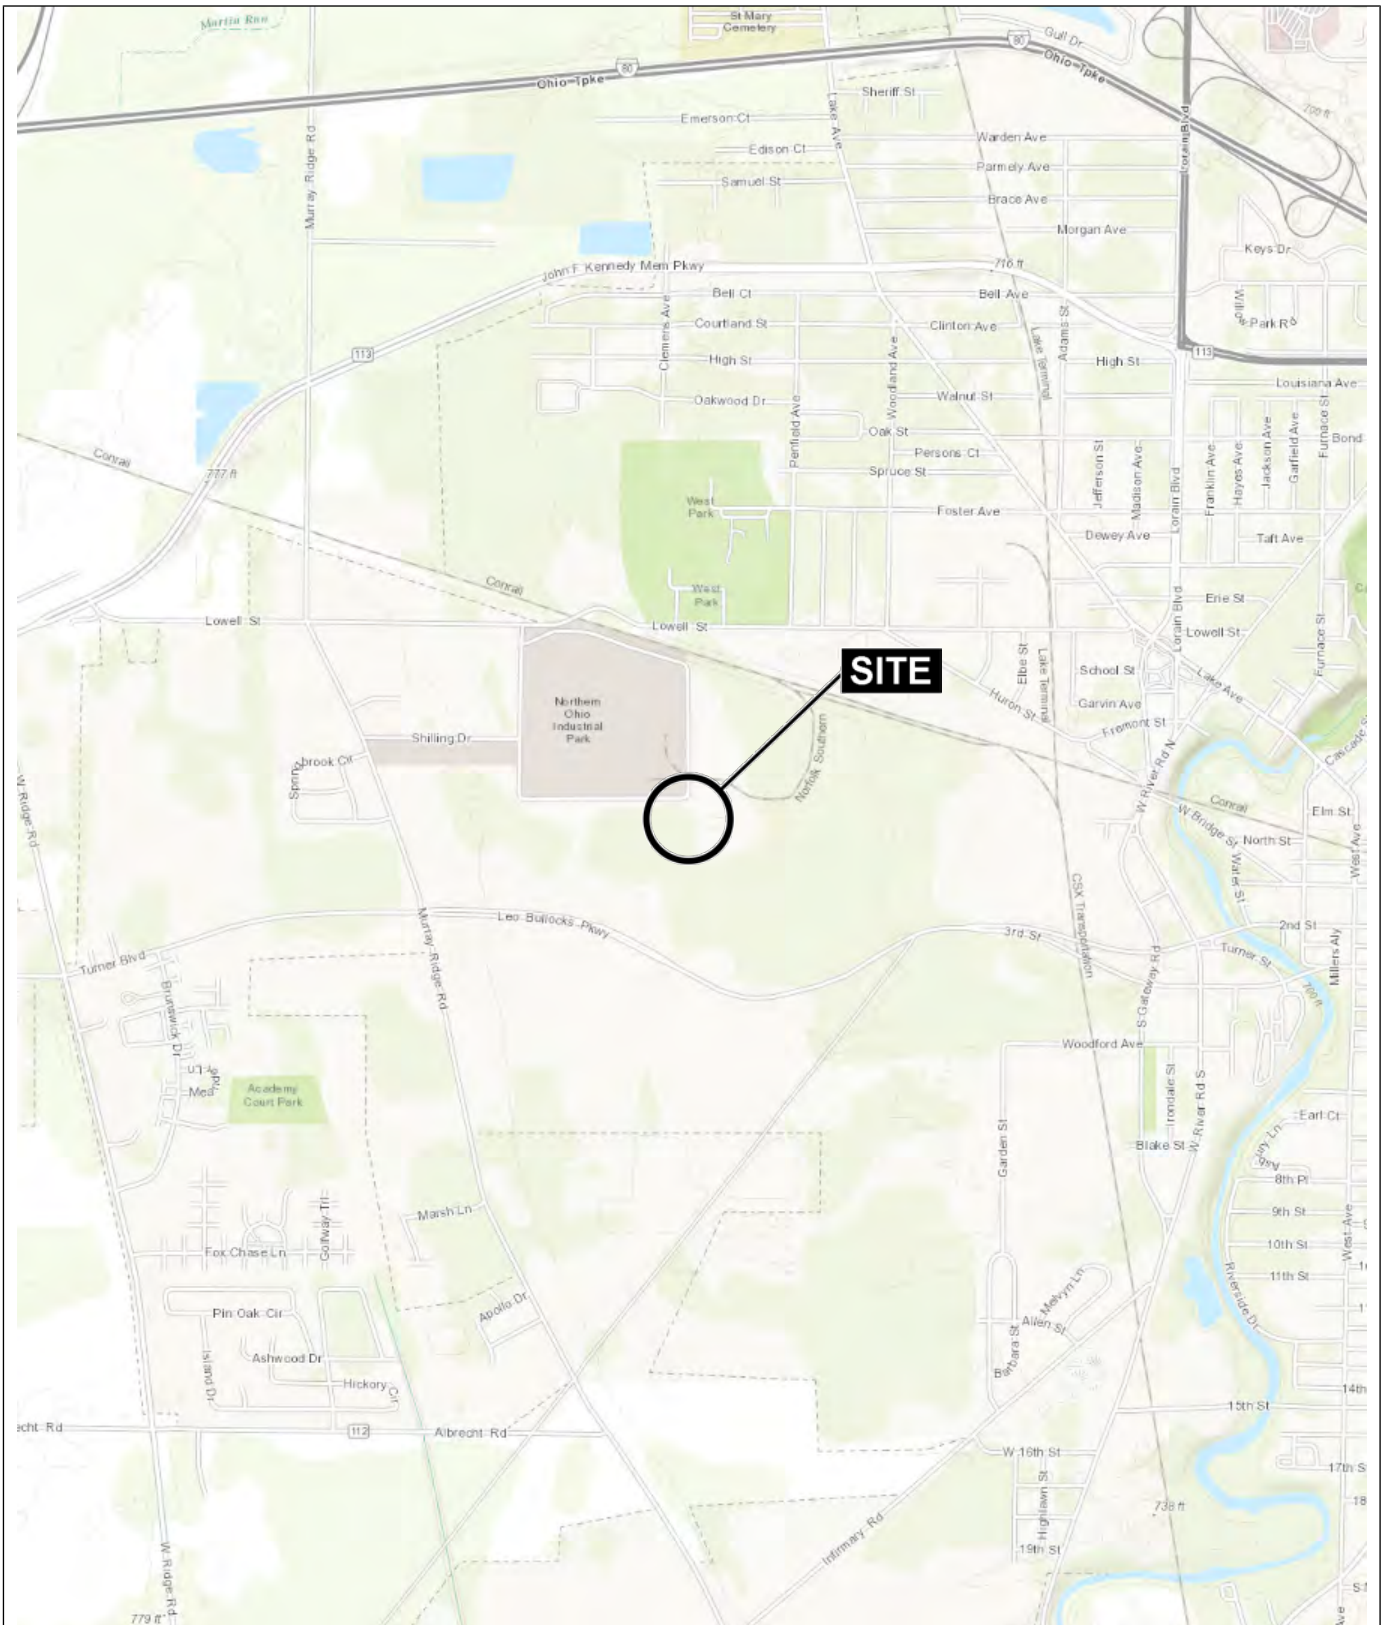 Martin Run
St Mary
Cemetery
Gull Dr
80
80
Ohio Tpke
Ohio Tpke
Sheriff St
Lake Ave
Lorain Blvd
700 ft
Emerson Ct
Murray Ridge Rd
Warden Ave
Edison Ct
Parmely Ave
Samuel St
Brace Ave
Morgan Ave
Keys Dr
John F Kennedy Mem Pkwy
716 ft
Bell Ct
Bell Ave
Clemens Ave
Courtland St
Clinton Ave
Adams St
Park Rd
113
113
High St
High St
Lake Terminal
Woodland Ave
Louisiana Ave
Oakwood Dr
Penfield Ave
Walnut St
Furnace St
Oak St
Bond
Conrail
Persons Ct
Jefferson St
Madison Ave
Lorain Blvd
Franklin Ave
Hayes Ave
Jackson Ave
Garfield Ave
777 ft
Spruce St
West
Park
Foster Ave
Dewey Ave
Taft Ave
Conrail
West
Park
Lorain Blvd
Erie St
Lowell St
Lowell St
Lowell St
SITE
Elbe St
Lake Terminal
School St
Furnace St
Lake Ave
Huron St
Garvin Ave
Northern
Ohio
Industrial
Park
Fremont St
Shilling Dr
Norfolk Southern
W River Rd N
Cascade S
Springbrook Cir
Conrail
W Ridge Rd
W Bridge St
Elm St
North St
Water St
West Ave
CSX Transportation
Murray Ridge Rd
Leo Bullocks Pkwy
3rd St
2nd St
Turner St
Millers Aly
Turner Blvd
S Gateway Rd
700 ft
Brunswick Dr
Woodford Ave
Irondale St
W River Rd S
Academy
Court Park
Earl Ct
Garden St
Blake St
8th Pl
Marsh Ln
9th St
West Ave
Golfway Trl
Fox Chase Ln
10th St
11th St
Riverside Dr
Melvyn Ln
Pin Oak Cir
Apollo Dr
Allen St
Barbara St
Island Dr
Ashwood Dr
Hickory Cir
14th
15th St
echt Rd
112
Albrecht Rd
W 16th St
17th S
Highlawn St
18
738 ft
Infirmary Rd
19th St
W Ridge Rd
779 ft